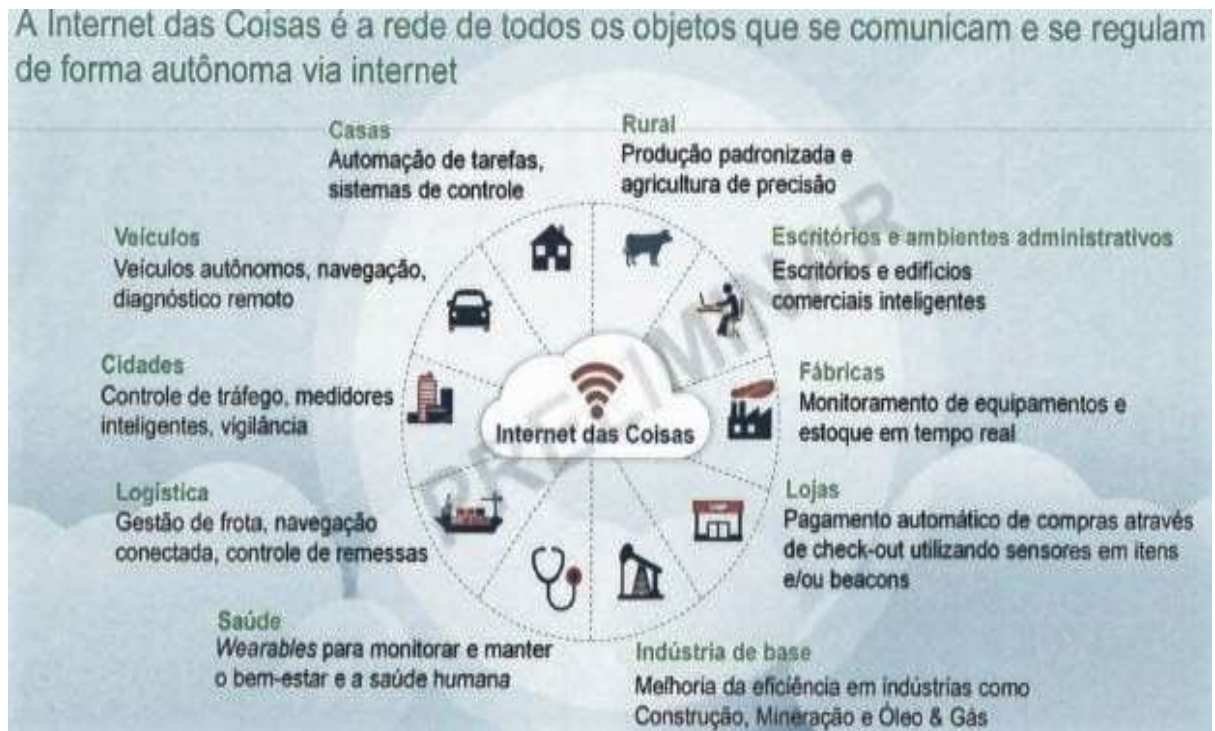 A Internet das Coisas é a rede de todos os objetos que se comunicam e se regulam
de forma autônoma via internet
Casas
Automação de tarefas,
sistemas de controle
Rural
Produção padronizada e
agricultura de precisão
Veículos
Veículos autônomos, navegação,
diagnóstico remoto
Escritórios e ambientes administrativos
Escritórios e edifícios
comerciais inteligentes
Cidades
Controle de tráfego, medidores
inteligentes, vigilância
Fábricas
Monitoramento de equipamentos e
estoque em tempo real
Internet das Coisas
PRELIMINAR
Logística
Gestão de frota, navegação
conectada, controle de remessas
Lojas
Pagamento automático de compras através
de check-out utilizando sensores em itens
e/ou beacons
Saúde
Wearables para monitorar e manter
o bem-estar e a saúde humana
Indústria de base
Melhoria da eficiência em indústrias como
Construção, Mineração e Óleo & Gás